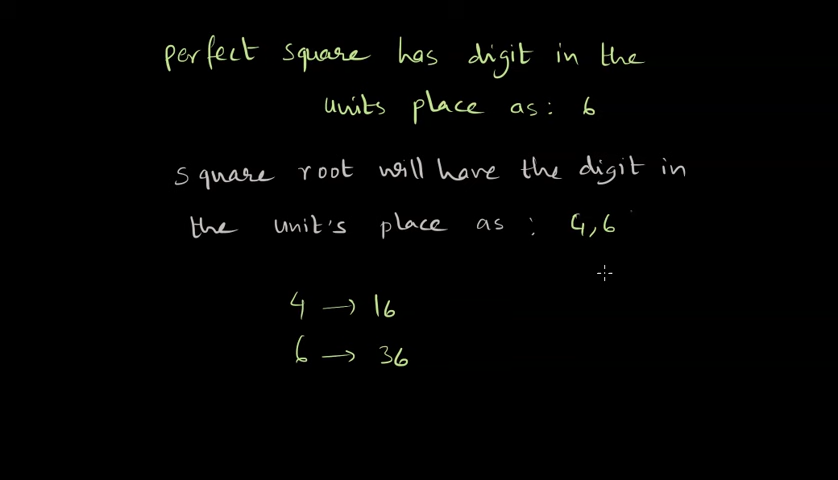 perfect square has digit in the
units place as: 6
square root will have the digit in
the unit's place as : 4,6
4 → 16
6 → 36